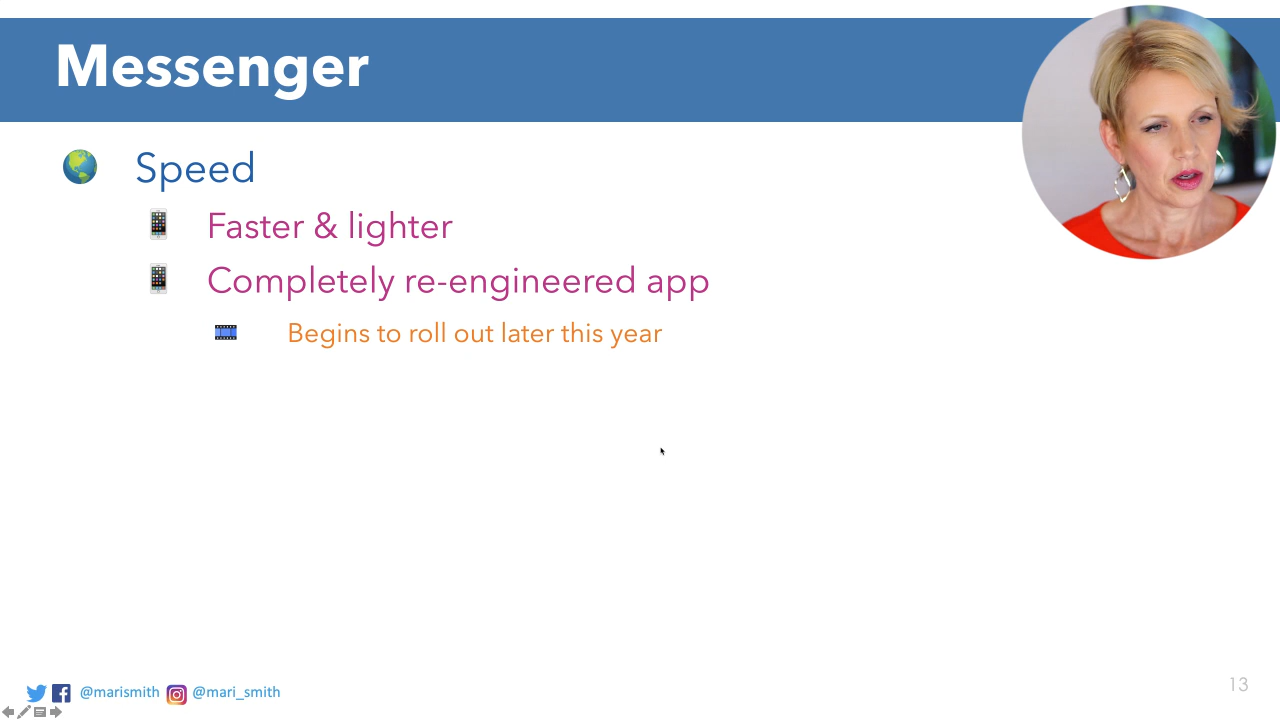 Messenger
Speed
Faster & lighter
Completely re-engineered app
Begins to roll out later this year
@marismith @mari_smith
13